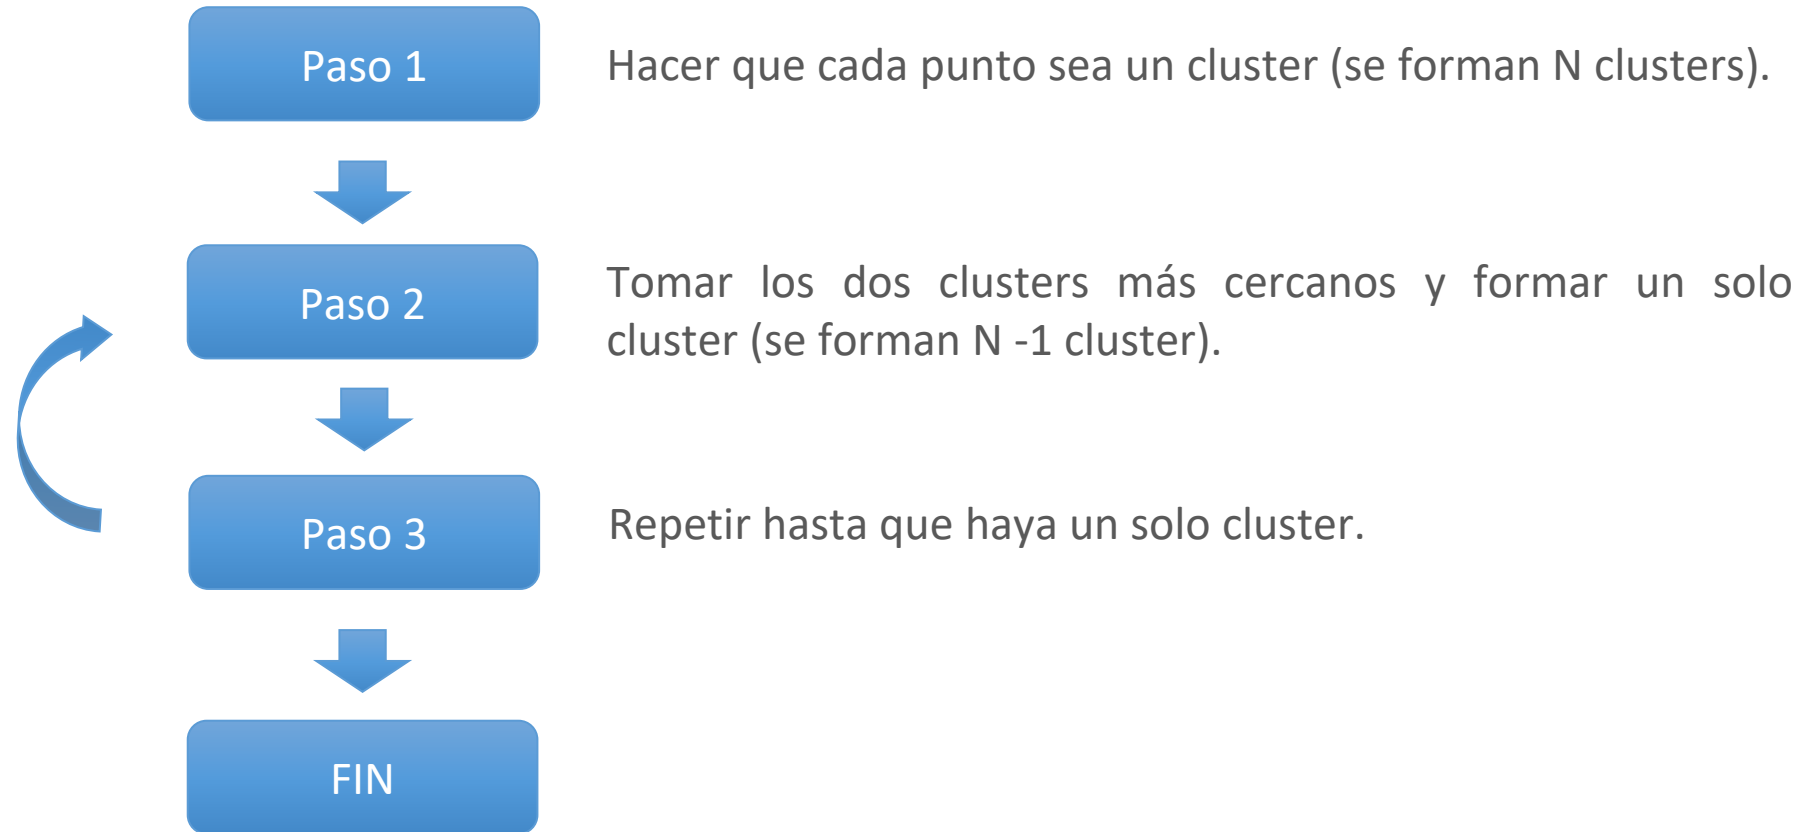 Paso 1
Hacer que cada punto sea un cluster (se forman N clusters).
Paso 2
Tomar los dos clusters más cercanos y formar un solo
cluster (se forman N -1 cluster).
Paso 3
Repetir hasta que haya un solo cluster.
FIN